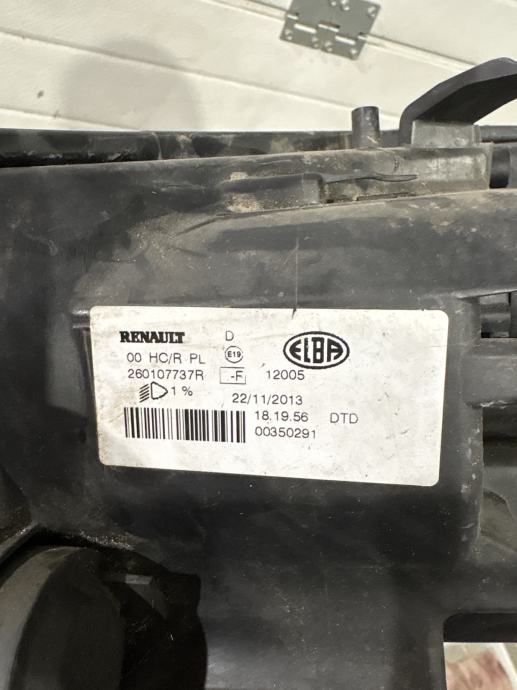 RENAULT D ELBA
00 HC/R PL E19
260107737R -F 12005
1 % 22/11/2013
18.19.56 DTD
00350291